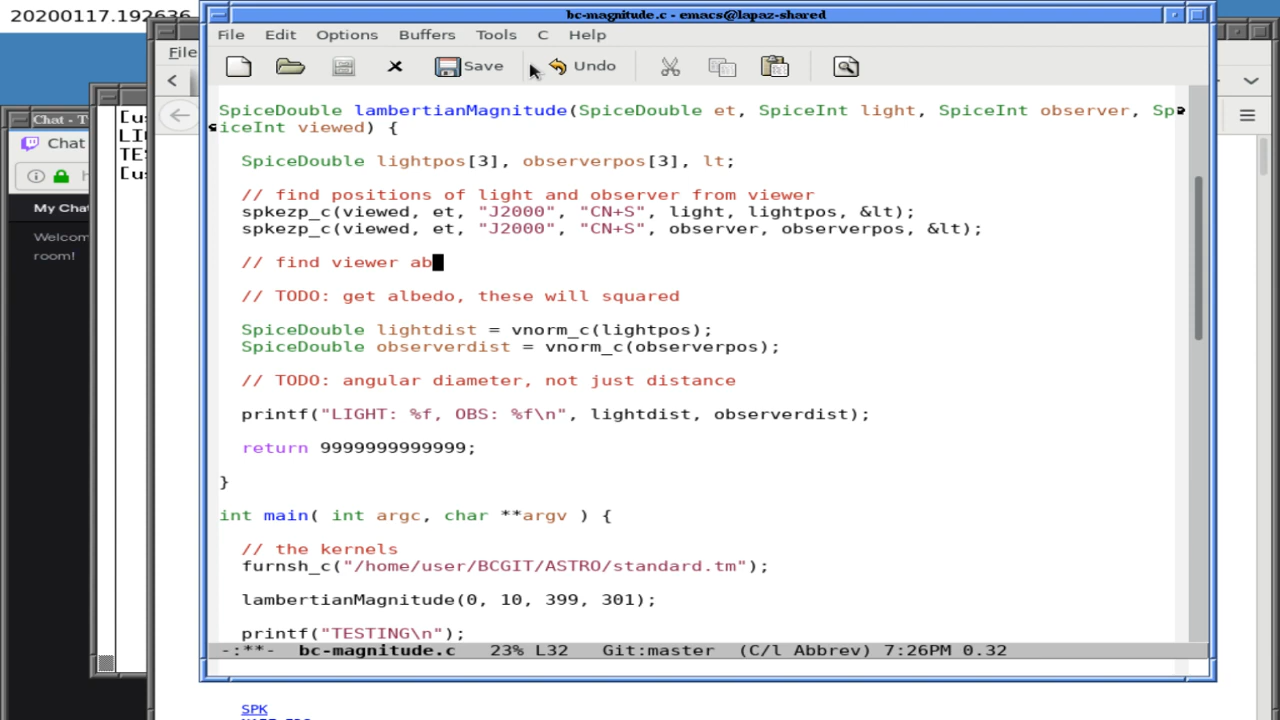 20200117.192636
bc-magnitude.c - emacs@lapaz-shared
File Edit Options Buffers Tools C Help
Save Undo
SpiceDouble lambertianMagnitude(SpiceDouble et, SpiceInt light, SpiceInt observer, Sp
iceInt viewed) {
SpiceDouble lightpos[3], observerpos[3], lt;
// find positions of light and observer from viewer
spkezp_c(viewed, et, "J2000", "CN+S", light, lightpos, &lt);
spkezp_c(viewed, et, "J2000", "CN+S", observer, observerpos, &lt);
// find viewer ab
// TODO: get albedo, these will squared
SpiceDouble lightdist = vnorm_c(lightpos);
SpiceDouble observerdist = vnorm_c(observerpos);
// TODO: angular diameter, not just distance
printf("LIGHT: %f, OBS: %f\n", lightdist, observerdist);
return 9999999999999;
}
int main( int argc, char **argv ) {
// the kernels
furnsh_c("/home/user/BCGIT/ASTRO/standard.tm");
lambertianMagnitude(0, 10, 399, 301);
printf("TESTING\n");
-:**- bc-magnitude.c 23% L32 Git:master (C/l Abbrev) 7:26PM 0.32
File
Chat - T
Chat
My Cha
Welcom
room!
[u
LI
TE
[u
SPK